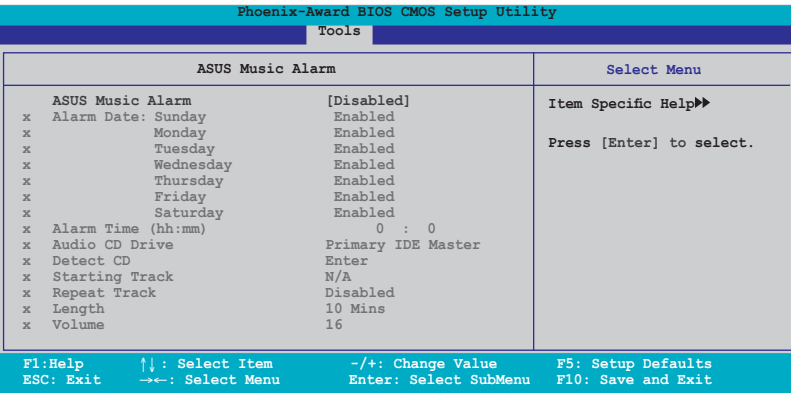 Phoenix-Award BIOS CMOS Setup Utility
Tools
ASUS Music Alarm
Select Menu
ASUS Music Alarm [Disabled]
x Alarm Date: Sunday Enabled
x Monday Enabled
x Tuesday Enabled
x Wednesday Enabled
x Thursday Enabled
x Friday Enabled
x Saturday Enabled
x Alarm Time (hh:mm) 0 : 0
x Audio CD Drive Primary IDE Master
x Detect CD Enter
x Starting Track N/A
x Repeat Track Disabled
x Length 10 Mins
x Volume 16
Item Specific Help▶▶
Press [Enter] to select.
F1:Help ↑↓: Select Item -/+: Change Value F5: Setup Defaults
ESC: Exit →←: Select Menu Enter: Select SubMenu F10: Save and Exit